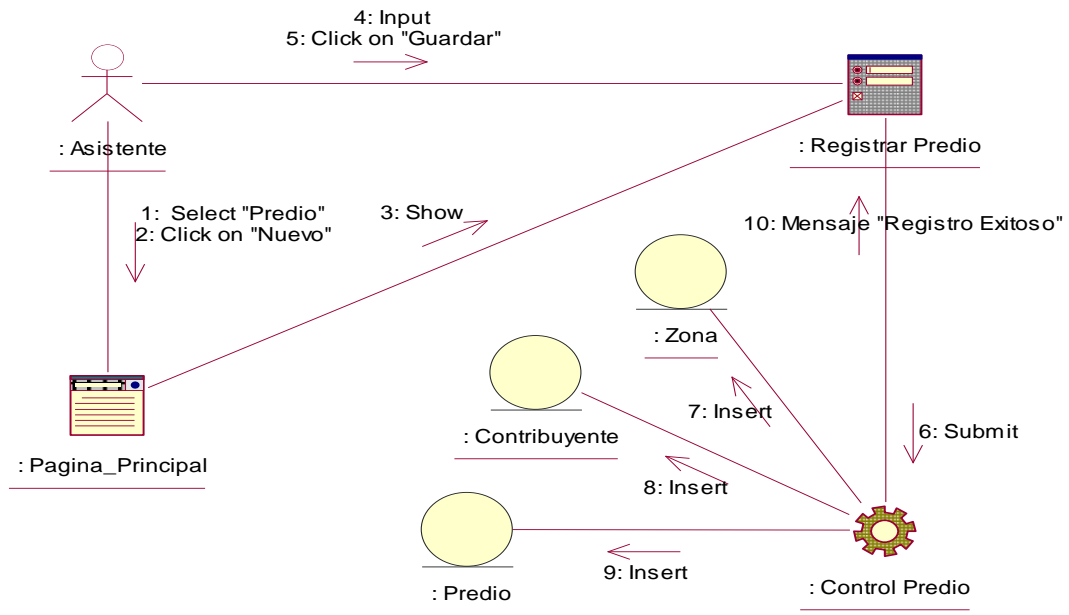 4: Input
5: Click on "Guardar"
: Asistente
: Registrar Predio
1:  Select "Predio"
2: Click on "Nuevo"
3: Show
10: Mensaje "Registro Exitoso"
: Zona
7: Insert
: Contribuyente
6: Submit
: Pagina_Principal
8: Insert
9: Insert
: Predio
: Control Predio